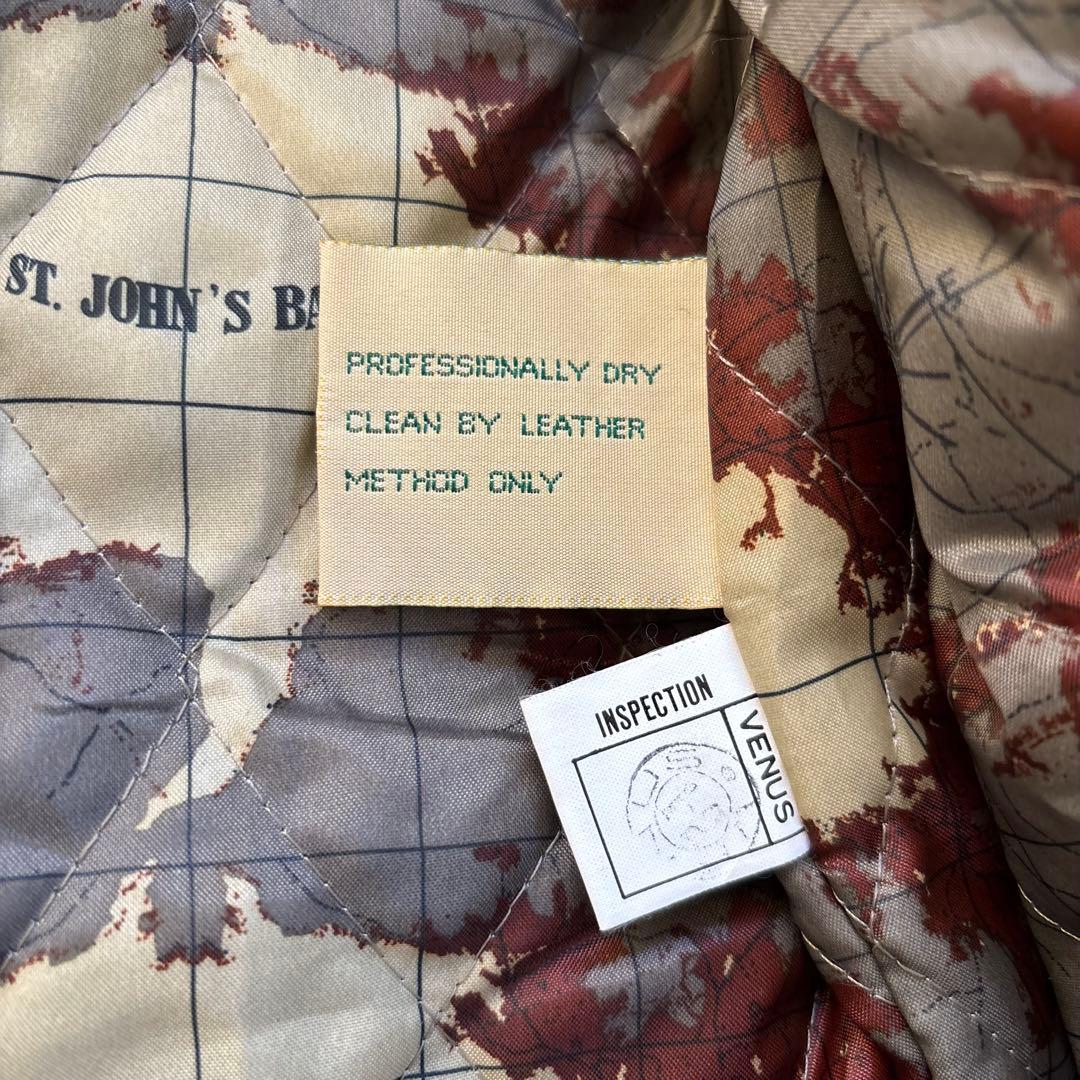 ST. JOHN'S BA
PROFESSIONALLY DRY
CLEAN BY LEATHER
METHOD ONLY
INSPECTION
VENUS